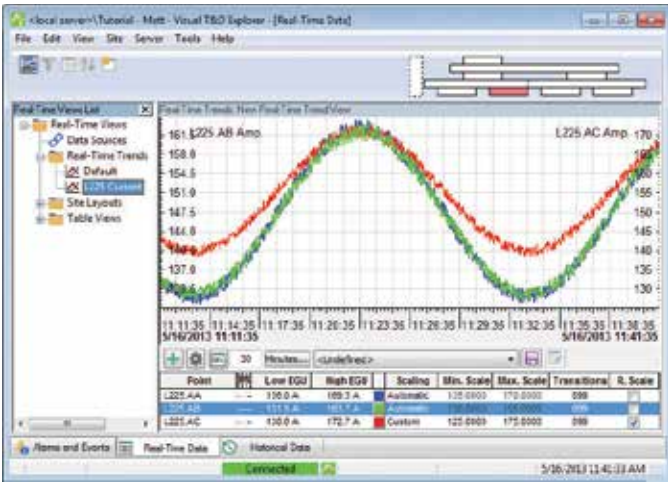 <local server>\Tutorial - Matt - Visual T&D Explorer - [Real-Time Data]
File Edit View Site Server Tools Help
Real-Time Views List
Real-Time Trends: New Real-Time Trend View
Real-Time Views
Data Sources
Real-Time Trends
Default
L225 Current
Site Layouts
Table Views
L225 AB Amp
L225 AC Amp
161.
158.0
154.5
151.0
147.5
144.0
137.0
133.5
130.0
170
165
160
155
150
145
140
135
130
11:11:35 11:14:35 11:17:35 11:20:35 11:23:35 11:26:35 11:29:35 11:32:35 11:35:35 11:38:35
5/16/2013 11:11:35 5/16/2013 11:41:35
30 Minutes... <undefined>
Point Low EGU High EGU Scaling Min. Scale Max. Scale Transitions R. Scale
L225.AA -- 169.3 A Automatic 170.0000 099
L225.AB -- Automatic
L225.AC -- 172.7 A Custom 125.0000 175.0000 099
Alarms and Events Real-Time Data Historical Data
Connected 5/16/2013 11:41:33 AM